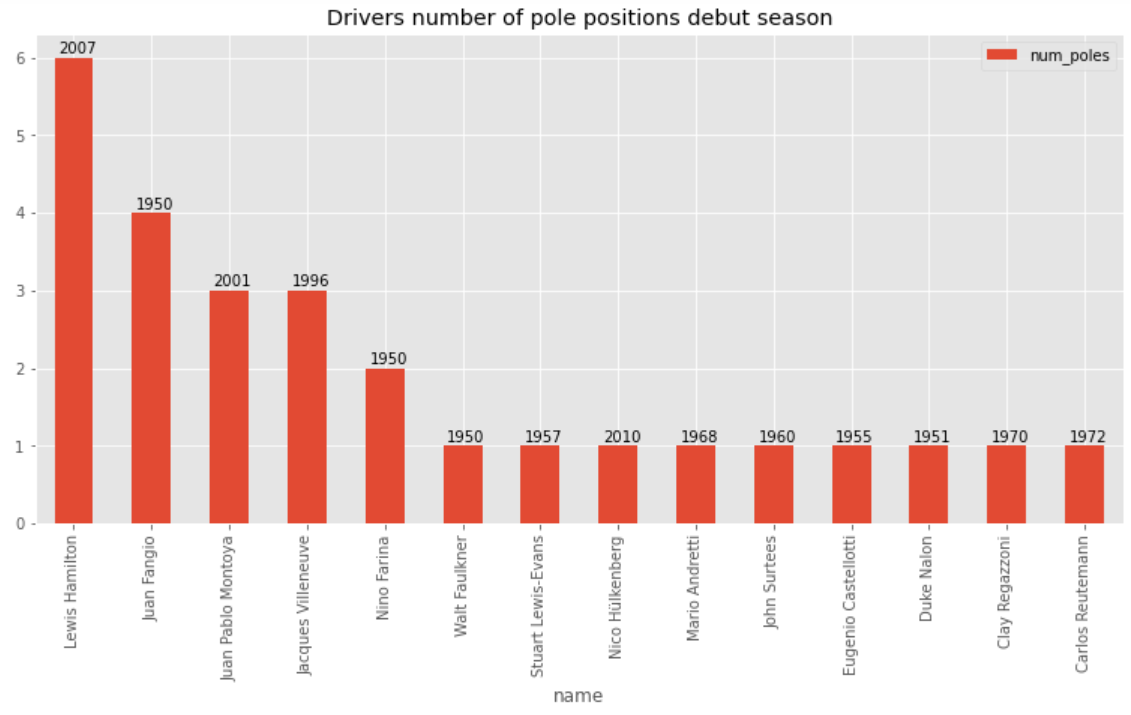 Drivers number of pole positions debut season
num_poles
6
5
4
3
2
1
0
2007
1950
2001
1996
1950
1950
1957
2010
1968
1960
1955
1951
1970
1972
Lewis Hamilton
Juan Fangio
Juan Pablo Montoya
Jacques Villeneuve
Nino Farina
Walt Faulkner
Stuart Lewis-Evans
Nico Hülkenberg
Mario Andretti
John Surtees
Eugenio Castellotti
Duke Nalon
Clay Regazzoni
Carlos Reutemann
name